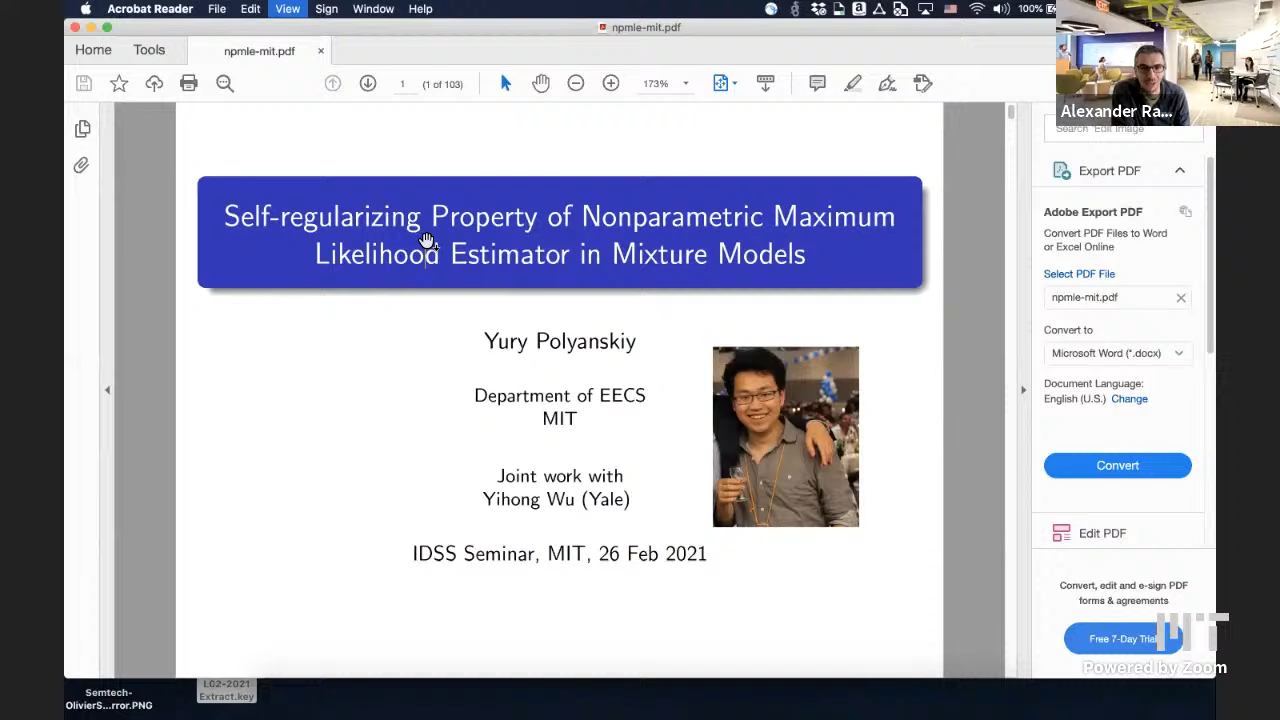 Acrobat Reader File Edit View Sign Window Help 100%
npmle-mit.pdf
Home Tools npmle-mit.pdf ×
1 (1 of 103) 173%
Alexander Ra...
Search 'Edit Image'
Export PDF
Adobe Export PDF
Convert PDF Files to Word
or Excel Online
Select PDF File
npmle-mit.pdf
Convert to
Microsoft Word (*.docx)
Document Language:
English (U.S.) Change
Convert
Edit PDF
Convert, edit and e-sign PDF
forms & agreements
Free 7-Day Trial
Self-regularizing Property of Nonparametric Maximum
Likelihood Estimator in Mixture Models
Yury Polyanskiy
Department of EECS
MIT
Joint work with
Yihong Wu (Yale)
IDSS Seminar, MIT, 26 Feb 2021
MIT
Powered by Zoom
Semtech-
OlivierS...rror.PNG
L02-2021
Extract.key